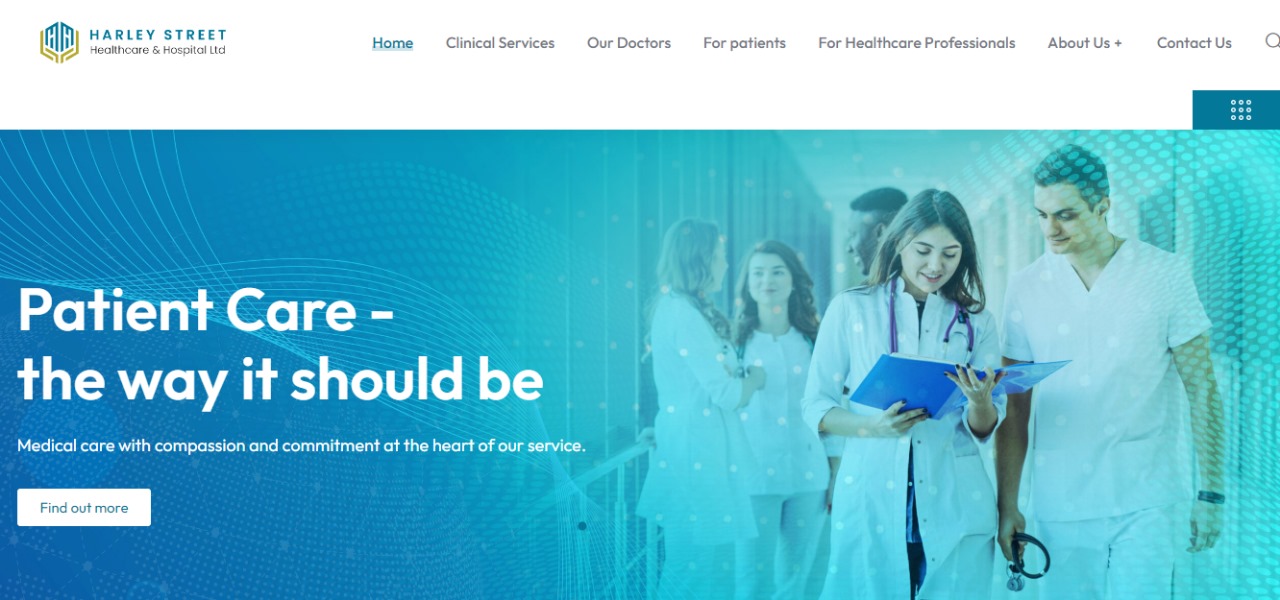 HARLEY STREET
Healthcare & Hospital Ltd
Home Clinical Services Our Doctors For patients For Healthcare Professionals About Us + Contact Us
Patient Care -
the way it should be
Medical care with compassion and commitment at the heart of our service.
Find out more